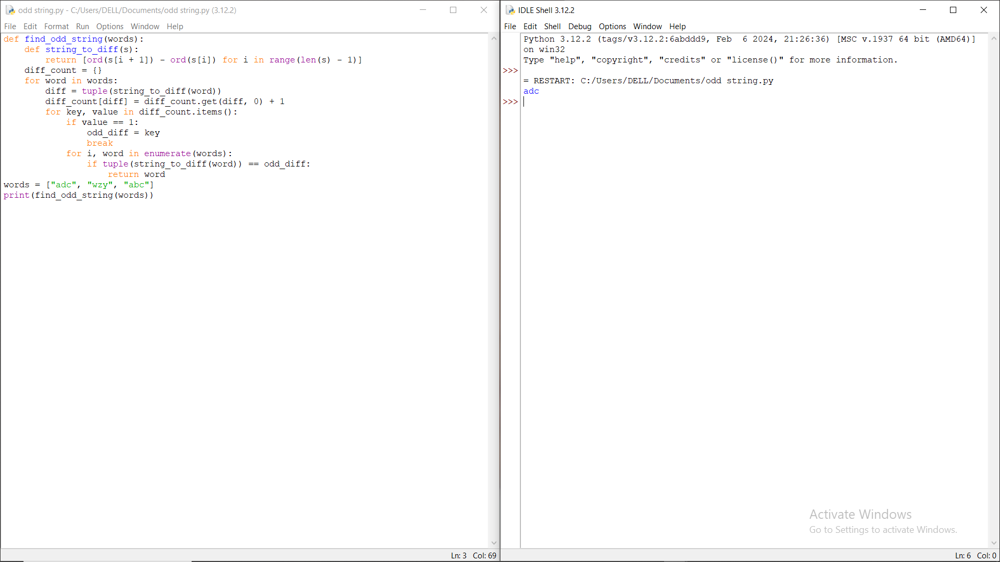 odd string.py - C:/Users/DELL/Documents/odd string.py (3.12.2)
File Edit Format Run Options Window Help
def find_odd_string(words):
    def string_to_diff(s):
        return [ord(s[i + 1]) - ord(s[i]) for i in range(len(s) - 1)]
    diff_count = {}
    for word in words:
        diff = tuple(string_to_diff(word))
        diff_count[diff] = diff_count.get(diff, 0) + 1
        for key, value in diff_count.items():
            if value == 1:
                odd_diff = key
                break
            for i, word in enumerate(words):
                if tuple(string_to_diff(word)) == odd_diff:
                    return word
words = ["adc", "wzy", "abc"]
print(find_odd_string(words))
Ln: 3 Col: 69
IDLE Shell 3.12.2
File Edit Shell Debug Options Window Help
Python 3.12.2 (tags/v3.12.2:6abddd9, Feb  6 2024, 21:26:36) [MSC v.1937 64 bit (AMD64)]
on win32
Type "help", "copyright", "credits" or "license()" for more information.
>>>
= RESTART: C:/Users/DELL/Documents/odd string.py
adc
>>>
Activate Windows
Go to Settings to activate Windows.
Ln: 6 Col: 0